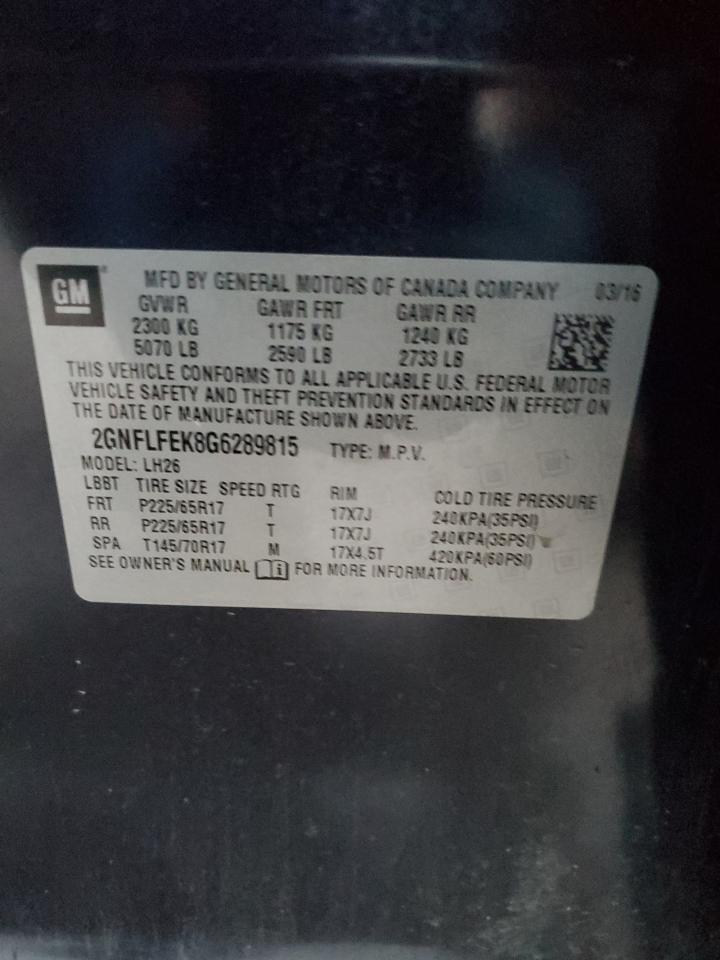 GM
MFD BY GENERAL MOTORS OF CANADA COMPANY 03/16
GVWR GAWR FRT GAWR RR
2300 KG 1175 KG 1240 KG
5070 LB 2590 LB 2733 LB
THIS VEHICLE CONFORMS TO ALL APPLICABLE U.S. FEDERAL MOTOR
VEHICLE SAFETY AND THEFT PREVENTION STANDARDS IN EFFECT ON
THE DATE OF MANUFACTURE SHOWN ABOVE.
2GNFLFEK8G6289815 TYPE: M.P.V.
MODEL: LH26
LBBT TIRE SIZE SPEED RTG RIM COLD TIRE PRESSURE
FRT P225/65R17 T 17X7J 240KPA(35PSI)
RR P225/65R17 T 17X7J 240KPA(35PSI)
SPA T145/70R17 M 17X4.5T 420KPA(60PSI)
SEE OWNER'S MANUAL FOR MORE INFORMATION.